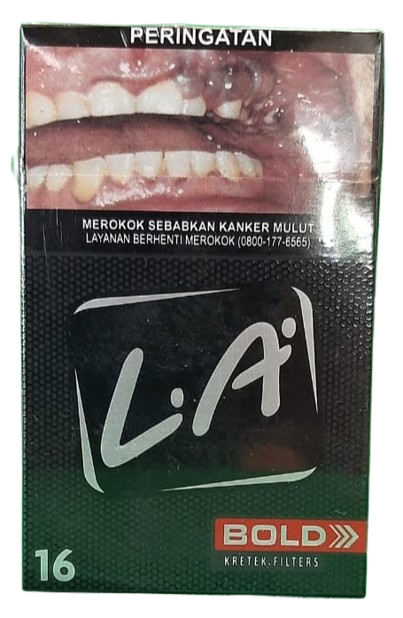 PERINGATAN
MEROKOK SEBABKAN KANKER MULUT
LAYANAN BERHENTI MEROKOK (0800-177-6565)
L.A.
BOLD
KRETEK.FILTERS
16